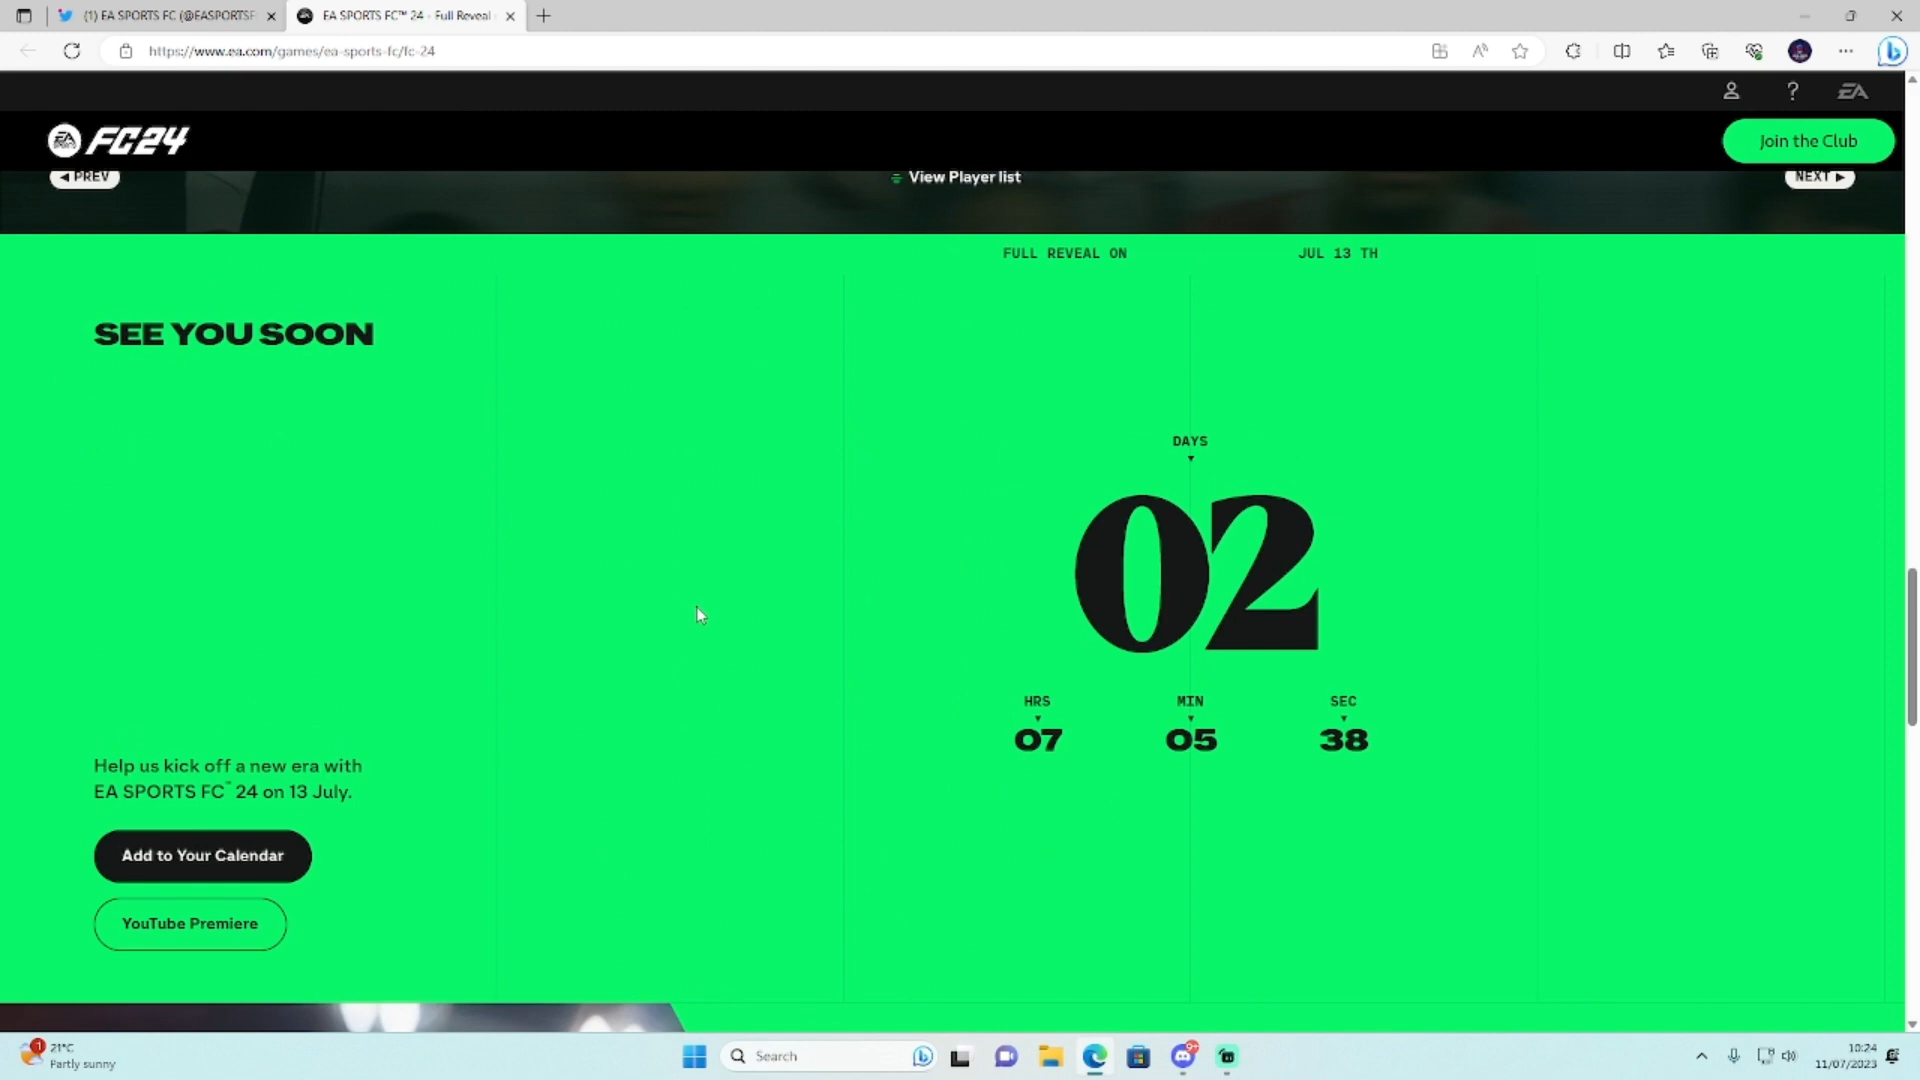 (1) EA SPORTS FC (@EASPORTSF
EA SPORTS FC™ 24 - Full Reveal
https://www.ea.com/games/ea-sports-fc/fc-24
EA
EA FC24
Join the Club
◄ PREV
View Player list
NEXT ►
FULL REVEAL ON
JUL 13 TH
SEE YOU SOON
DAYS
02
HRS
MIN
SEC
07
05
38
Help us kick off a new era with
EA SPORTS FC™ 24 on 13 July.
Add to Your Calendar
YouTube Premiere
1
21°C
Partly sunny
Search
9+
10:24
11/07/2023